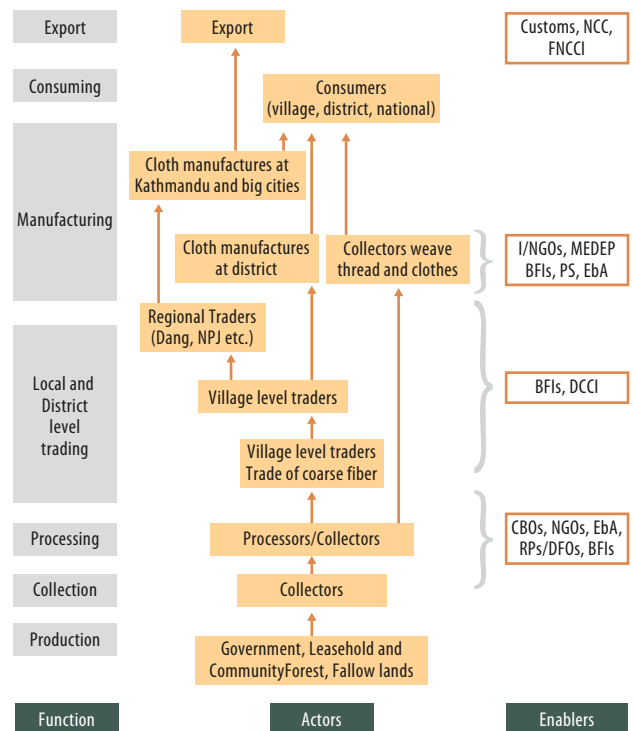 Export
Export
Customs, NCC,
FNCCI
Consuming
Consumers
(village, district, national)
Manufacturing
Cloth manufactures at
Kathmandu and big cities
Cloth manufactures
at district
Collectors weave
thread and clothes
I/NGOs, MEDEP
BFIs, PS, EbA
Local and
District
level
trading
Regional Traders
(Dang, NPJ etc.)
Village level traders
Village level traders
Trade of coarse fiber
BFIs, DCCI
Processing
Processors/Collectors
CBOs, NGOs, EbA,
RPs/DFOs, BFIs
Collection
Collectors
Production
Government, Leasehold and
CommunityForest, Fallow lands
Function
Actors
Enablers